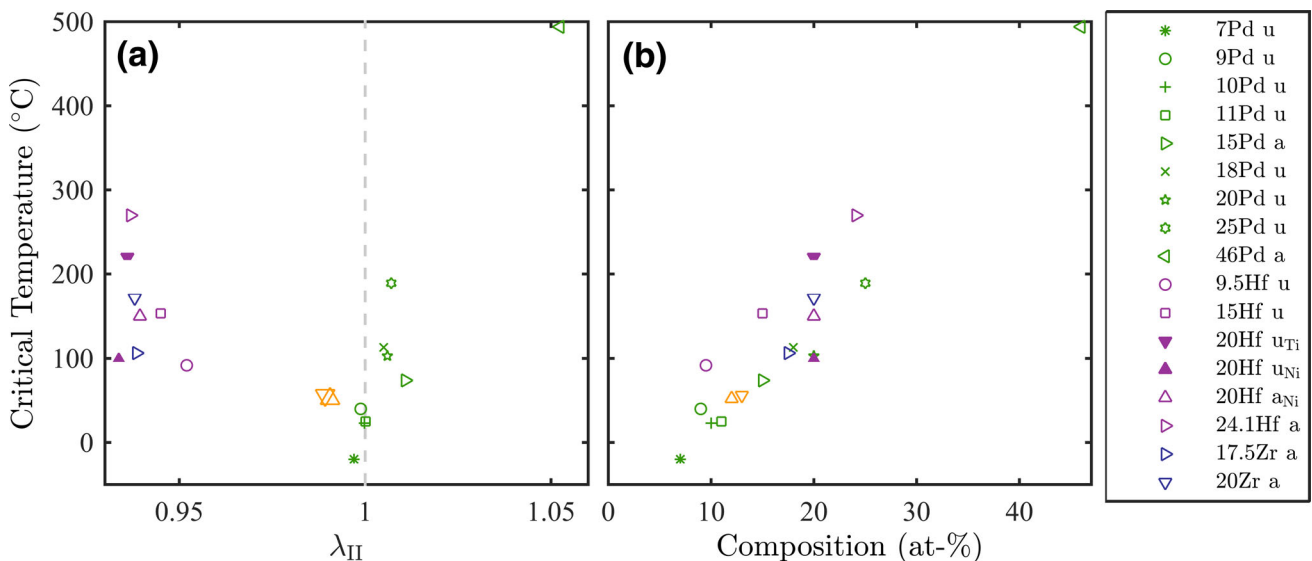 (a)
Critical Temperature (°C)
500
400
300
200
100
0
0.95
1
1.05
λII
(b)
0
10
20
30
40
Composition (at-%)
7Pd u
9Pd u
10Pd u
11Pd u
15Pd a
18Pd u
20Pd u
25Pd u
46Pd a
9.5Hf u
15Hf u
20Hf uTi
20Hf uNi
20Hf aNi
24.1Hf a
17.5Zr a
20Zr a